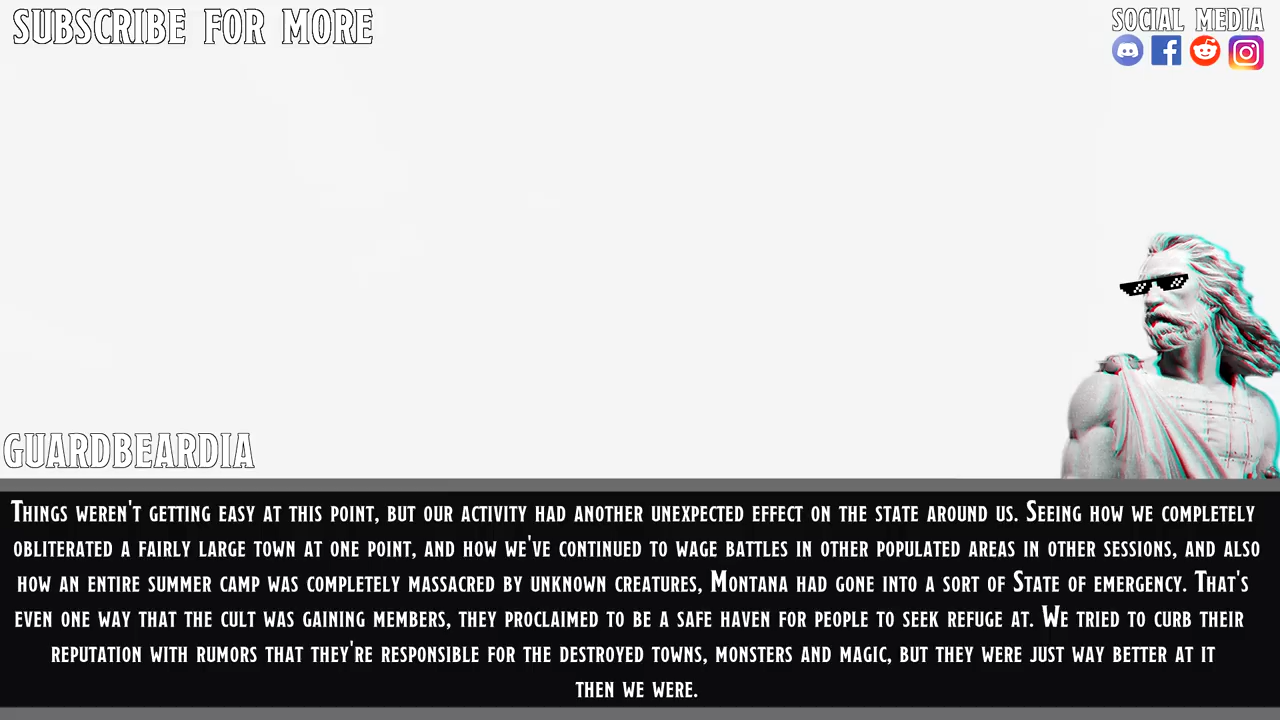 SUBSCRIBE FOR MORE
SOCIAL MEDIA
GUARDBEARDIA
Things weren't getting easy at this point, but our activity had another unexpected effect on the state around us. Seeing how we completely
obliterated a fairly large town at one point, and how we've continued to wage battles in other populated areas in other sessions, and also
how an entire summer camp was completely massacred by unknown creatures, Montana had gone into a sort of State of emergency. That's
even one way that the cult was gaining members, they proclaimed to be a safe haven for people to seek refuge at. We tried to curb their
reputation with rumors that they're responsible for the destroyed towns, monsters and magic, but they were just way better at it
then we were.